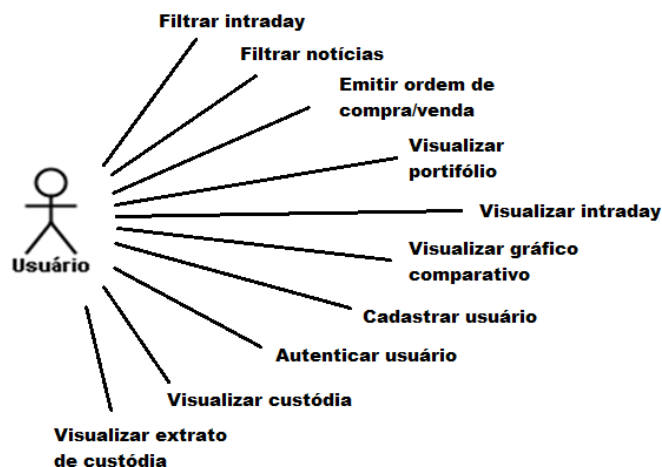 Filtrar intraday
Filtrar notícias
Emitir ordem de
compra/venda
Visualizar
portifólio
Visualizar intraday
Usuário
Visualizar gráfico
comparativo
Cadastrar usuário
Autenticar usuário
Visualizar custódia
Visualizar extrato
de custódia